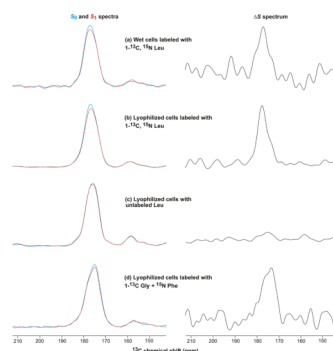 S₀ and S₁ spectra
ΔS spectrum
(a) Wet cells labeled with
1-¹³C, ¹⁵N Leu
(b) Lyophilized cells labeled with
1-¹³C, ¹⁵N Leu
(c) Lyophilized cells with
unlabeled Leu
(d) Lyophilized cells labeled with
1-¹³C Gly + ¹⁵N Phe
210 200 190 180 170 160 150
210 200 190 180 170 160 150
¹³C chemical shift (ppm)